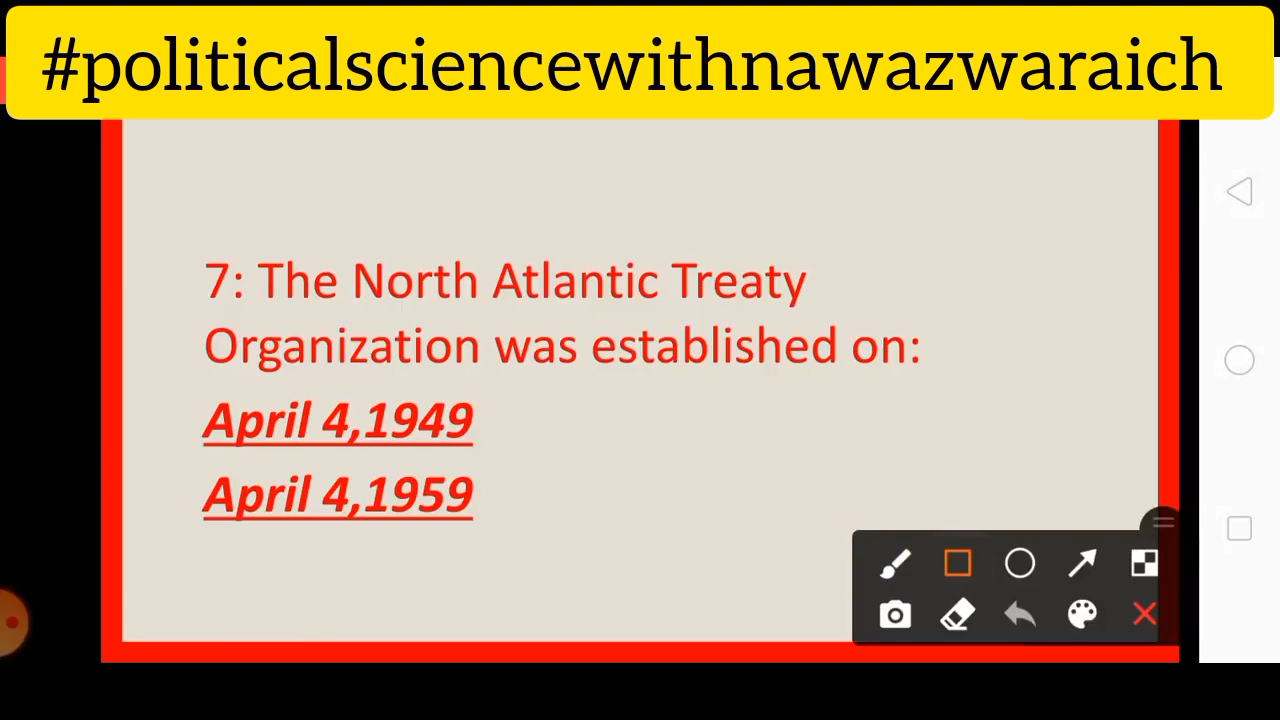 #politicalsciencewithnawazwaraich
7: The North Atlantic Treaty
Organization was established on:
April 4,1949
April 4,1959